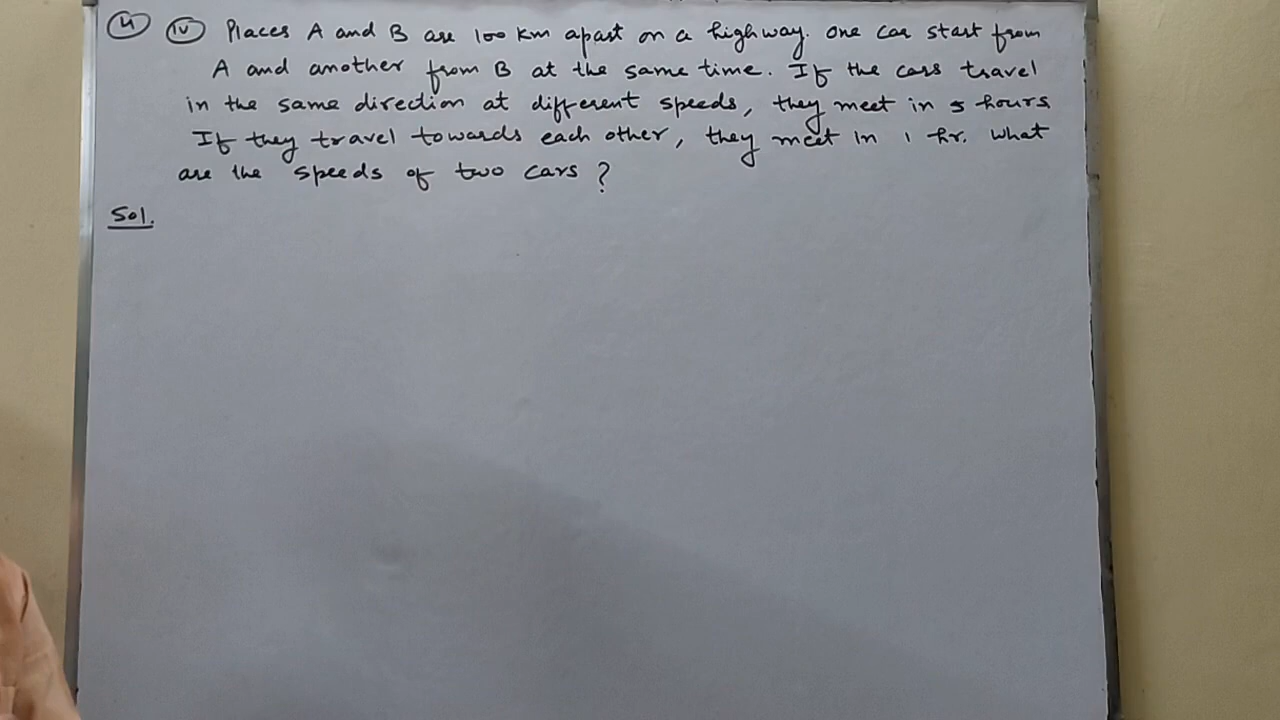 4 iv Places A and B are 100 km apart on a highway. One car start from
A and another from B at the same time. If the cars travel
in the same direction at different speeds, they meet in 5 hours
If they travel towards each other, they meet in 1 hr. What
are the speeds of two cars ?
Sol.